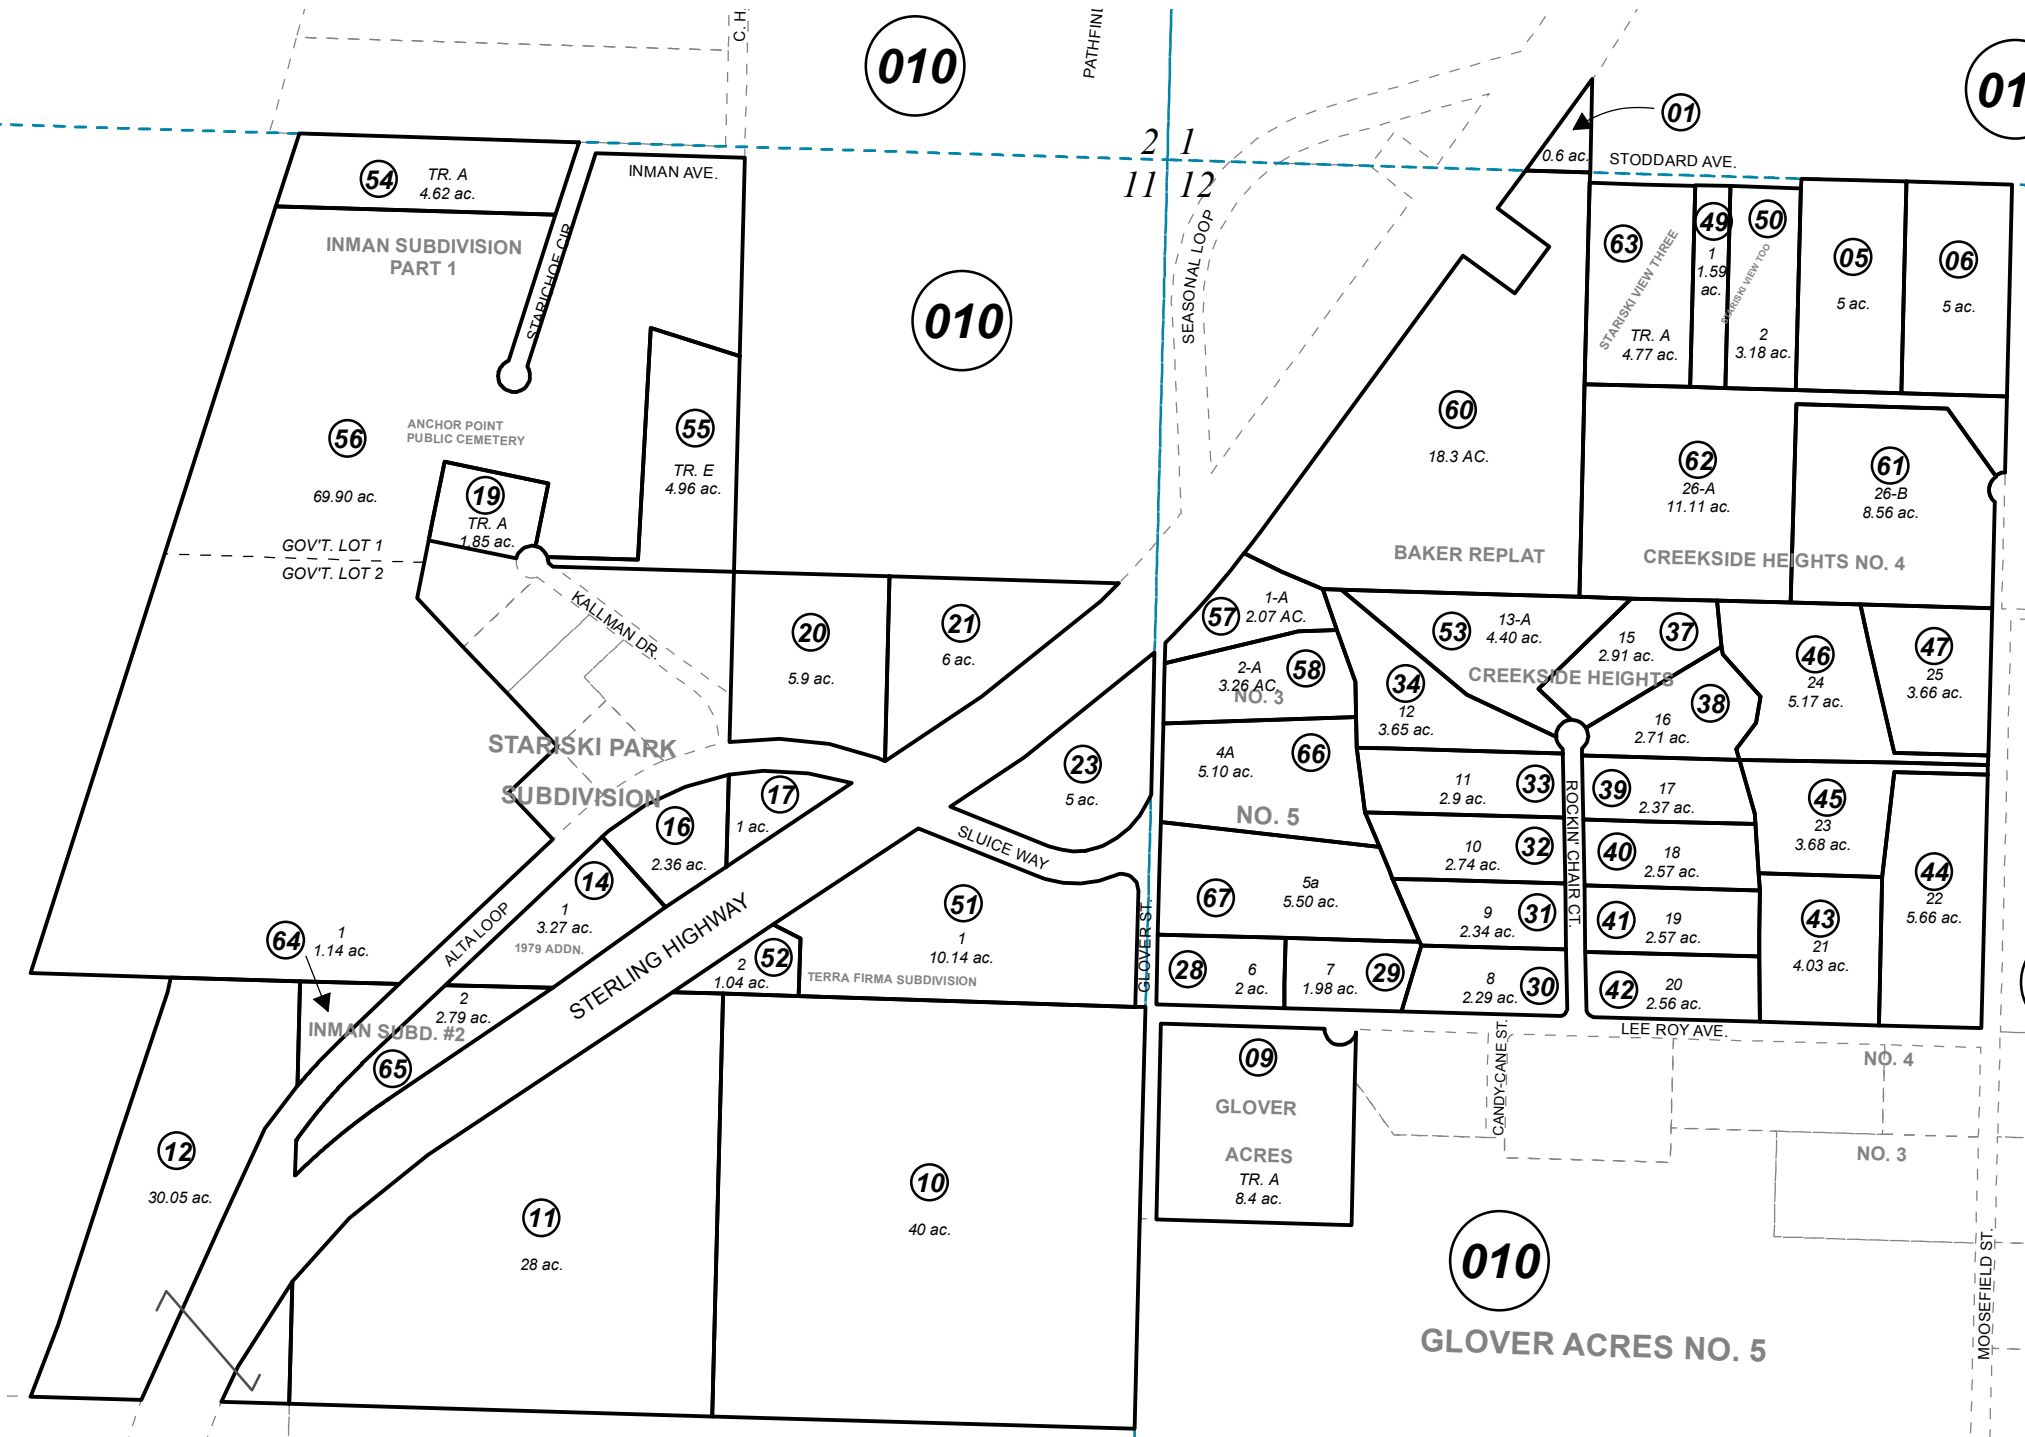 C. H.
010
PATHFIN
01
01
0.6 ac.
STODDARD AVE.
2 1
11 12
54
TR. A
4.62 ac.
INMAN AVE.
INMAN SUBDIVISION
PART 1
STARICHOF CIR
SEASONAL LOOP
010
63
STARISKI VIEW THREE
TR. A
4.77 ac.
49
1
1.59
ac.
50
STARISKI VIEW TOO
2
3.18 ac.
05
5 ac.
06
5 ac.
56
69.90 ac.
ANCHOR POINT
PUBLIC CEMETERY
55
TR. E
4.96 ac.
19
TR. A
1.85 ac.
GOV'T. LOT 1
GOV'T. LOT 2
60
18.3 AC.
BAKER REPLAT
62
26-A
11.11 ac.
61
26-B
8.56 ac.
CREEKSIDE HEIGHTS NO. 4
KALLMAN DR.
20
5.9 ac.
21
6 ac.
57
1-A
2.07 AC.
58
2-A
3.26 AC.
NO. 3
53
13-A
4.40 ac.
CREEKSIDE HEIGHTS
37
15
2.91 ac.
34
12
3.65 ac.
38
16
2.71 ac.
46
24
5.17 ac.
47
25
3.66 ac.
STARISKI PARK
SUBDIVISION
17
1 ac.
16
2.36 ac.
23
5 ac.
66
4A
5.10 ac.
NO. 5
33
11
2.9 ac.
ROCKIN' CHAIR CT.
39
17
2.37 ac.
45
23
3.68 ac.
SLUICE WAY
32
10
2.74 ac.
40
18
2.57 ac.
44
22
5.66 ac.
14
1
3.27 ac.
1979 ADDN.
67
5a
5.50 ac.
31
9
2.34 ac.
41
19
2.57 ac.
43
21
4.03 ac.
64
1
1.14 ac.
ALTA LOOP
STERLING HIGHWAY
51
1
10.14 ac.
52
2
1.04 ac.
TERRA FIRMA SUBDIVISION
GLOVER ST.
28
6
2 ac.
29
7
1.98 ac.
30
8
2.29 ac.
42
20
2.56 ac.
2
2.79 ac.
INMAN SUBD. #2
65
LEE ROY AVE.
CANDY-CANE ST.
NO. 4
09
GLOVER
ACRES
TR. A
8.4 ac.
NO. 3
12
30.05 ac.
11
28 ac.
10
40 ac.
010
MOOSEFIELD ST.
GLOVER ACRES NO. 5